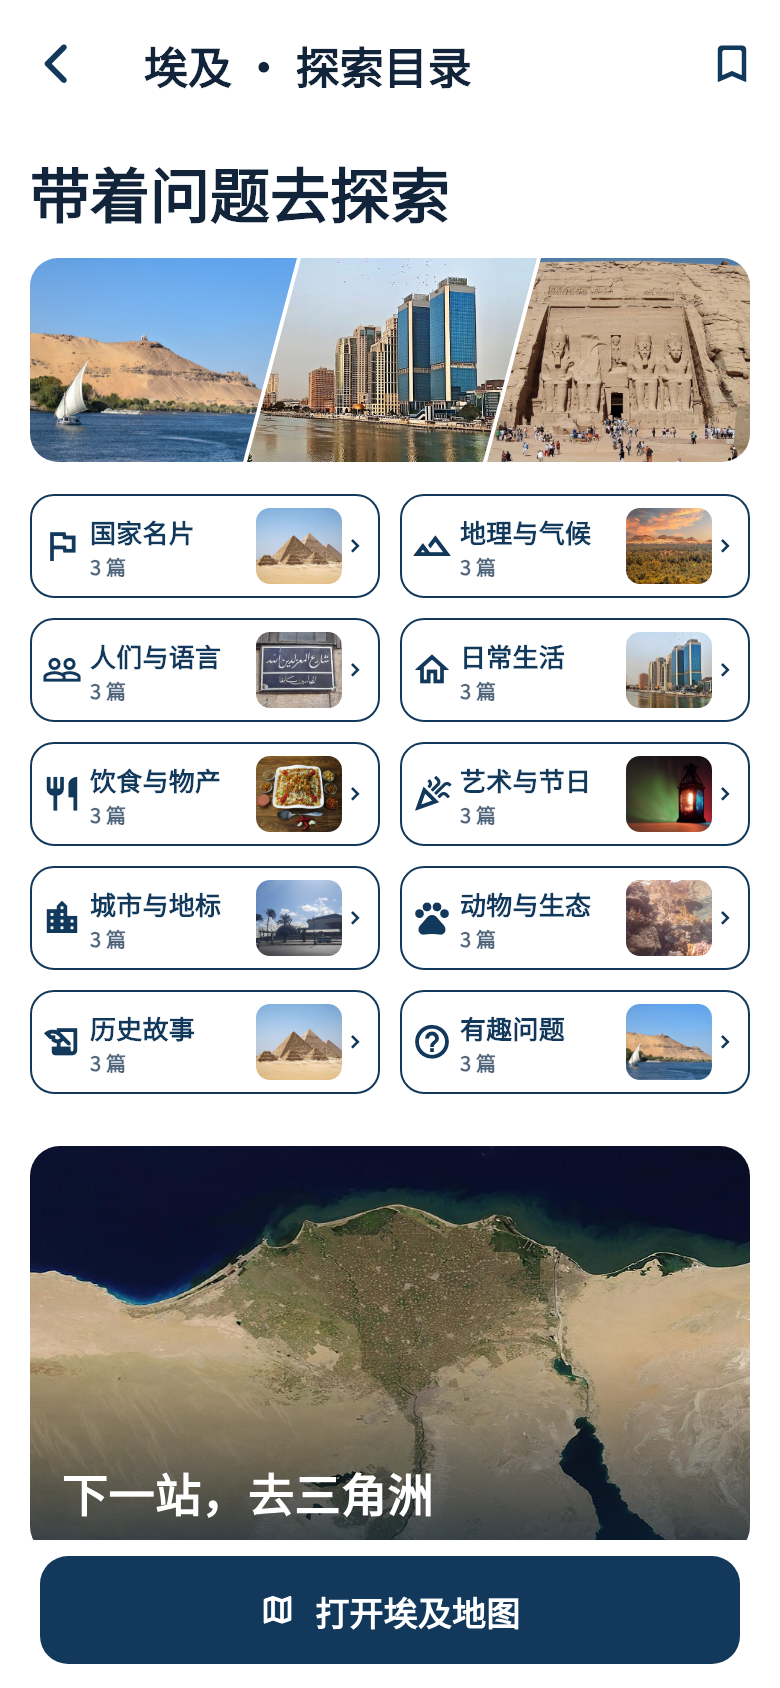 埃及 · 探索目录
带着问题去探索
国家名片
3 篇
地理与气候
3 篇
人们与语言
3 篇
日常生活
3 篇
饮食与物产
3 篇
艺术与节日
3 篇
城市与地标
3 篇
动物与生态
3 篇
历史故事
3 篇
有趣问题
3 篇
下一站，去三角洲
打开埃及地图